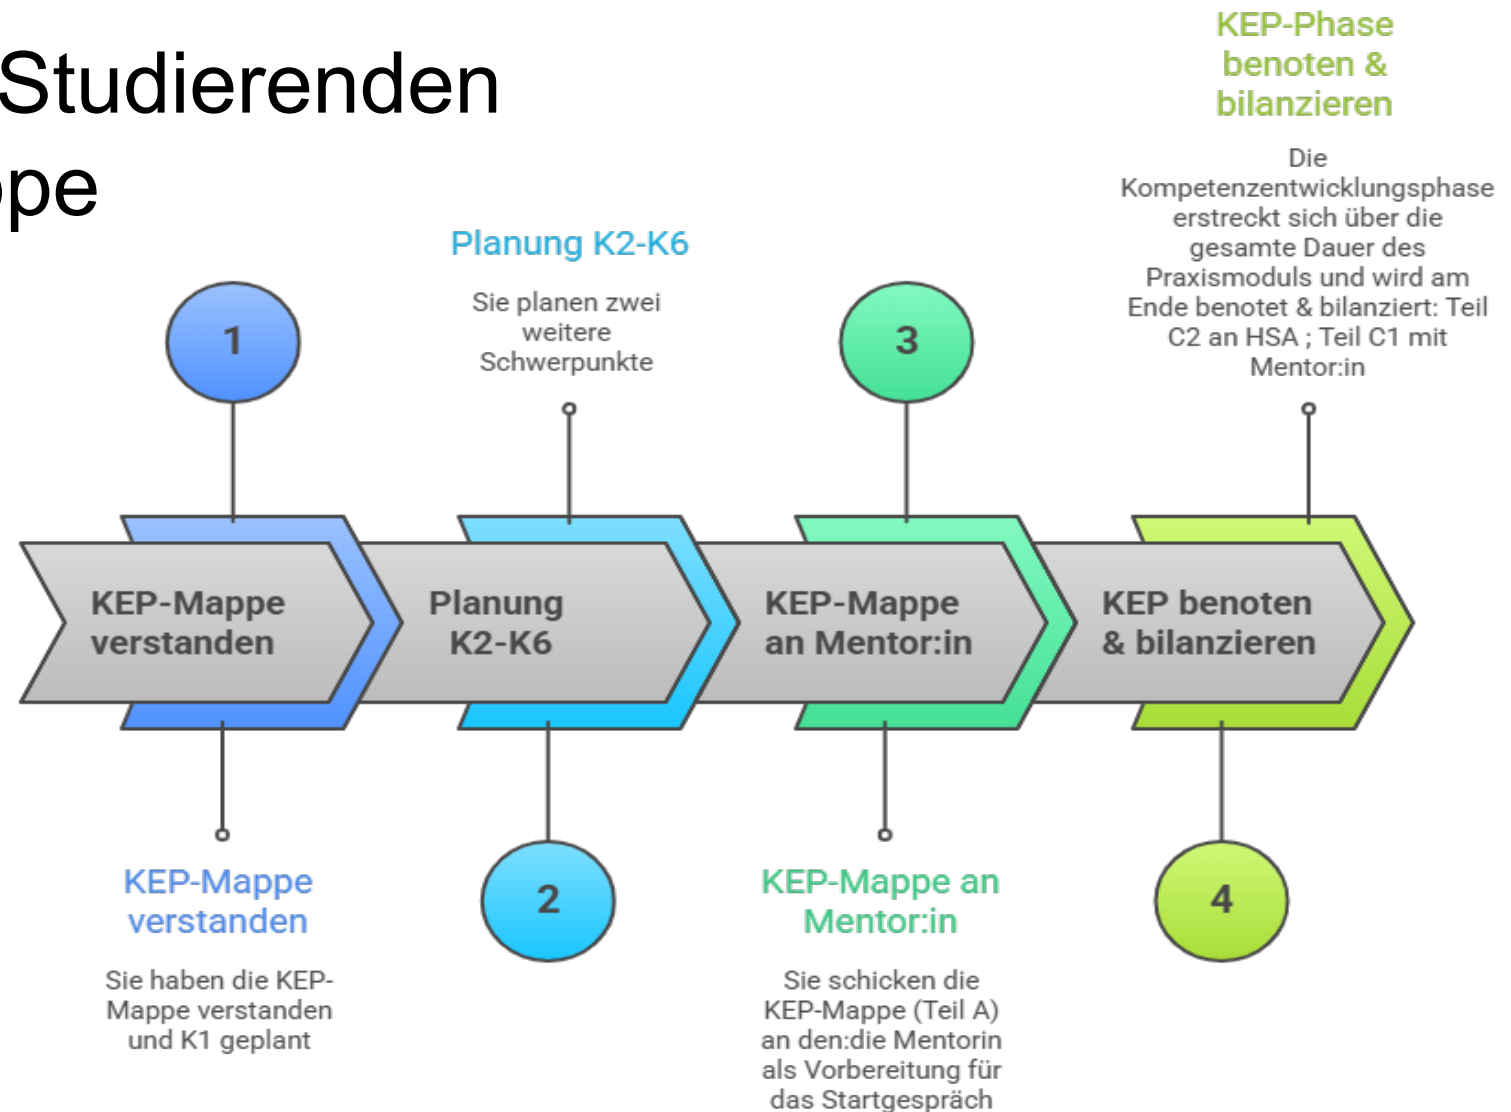 Studierenden
ppe
KEP-Phase
benoten &
bilanzieren
Die
Kompetenzentwicklungsphase
erstreckt sich über die
gesamte Dauer des
Praxismoduls und wird am
Ende benotet & bilanziert: Teil
C2 an HSA ; Teil C1 mit
Mentor:in
Planung K2-K6
Sie planen zwei
weitere
Schwerpunkte
1
3
KEP-Mappe
verstanden
Planung
K2-K6
KEP-Mappe
an Mentor:in
KEP benoten
& bilanzieren
KEP-Mappe
verstanden
Sie haben die KEP-
Mappe verstanden
und K1 geplant
2
KEP-Mappe an
Mentor:in
Sie schicken die
KEP-Mappe (Teil A)
an den:die Mentorin
als Vorbereitung für
das Startgespräch
4